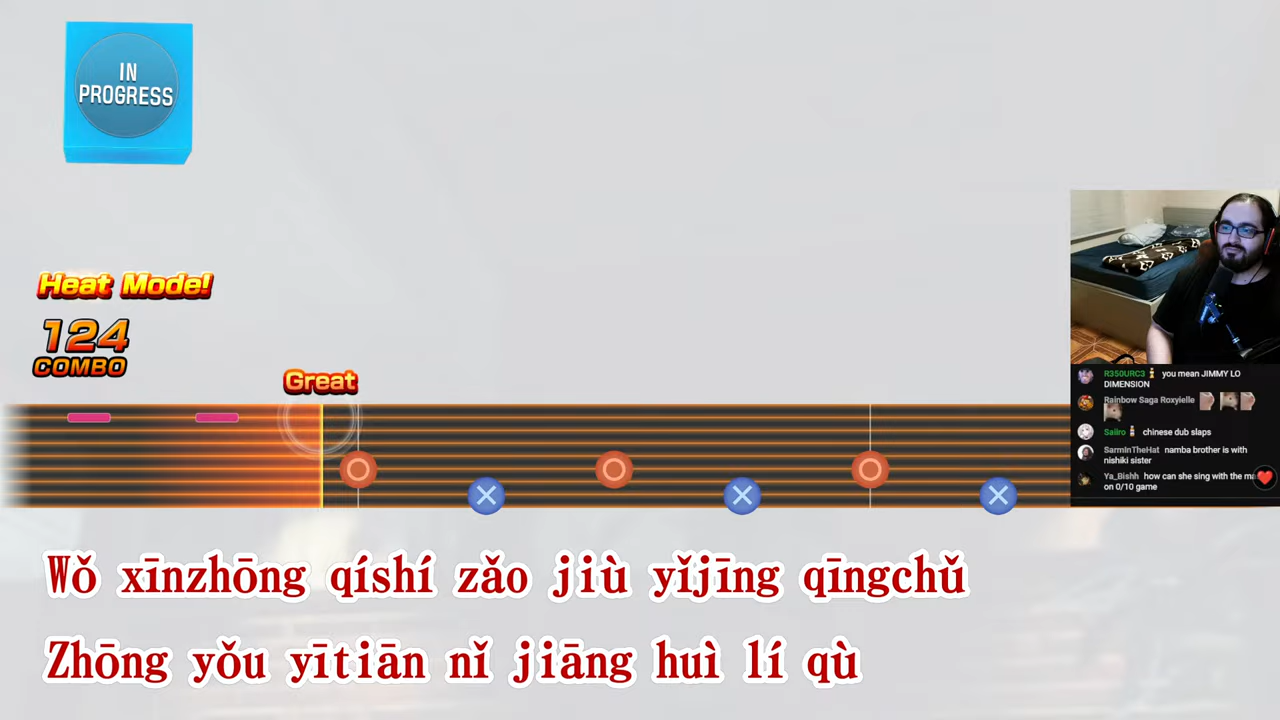 IN
PROGRESS
Heat Mode!
124
COMBO
Great
R350URC3 you mean JIMMY LO
DIMENSION
Rainbow Saga Roxyielle
Saiiro chinese dub slaps
SarmInTheHat namba brother is with
nishiki sister
Ya_Bishh how can she sing with the ma
on 0/10 game
Wǒ xīnzhōng qíshí zǎo jiù yǐjīng qīngchǔ
Zhōng yǒu yītiān nǐ jiāng huì lí qù